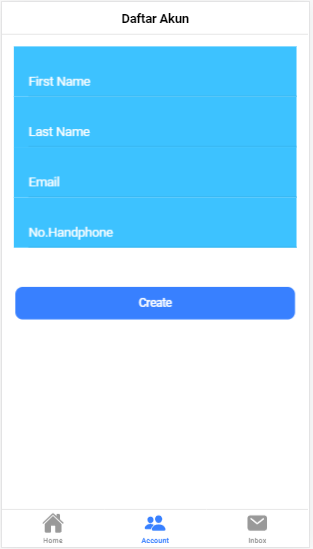 Daftar Akun
First Name
Last Name
Email
No.Handphone
Create
Home Account Inbox